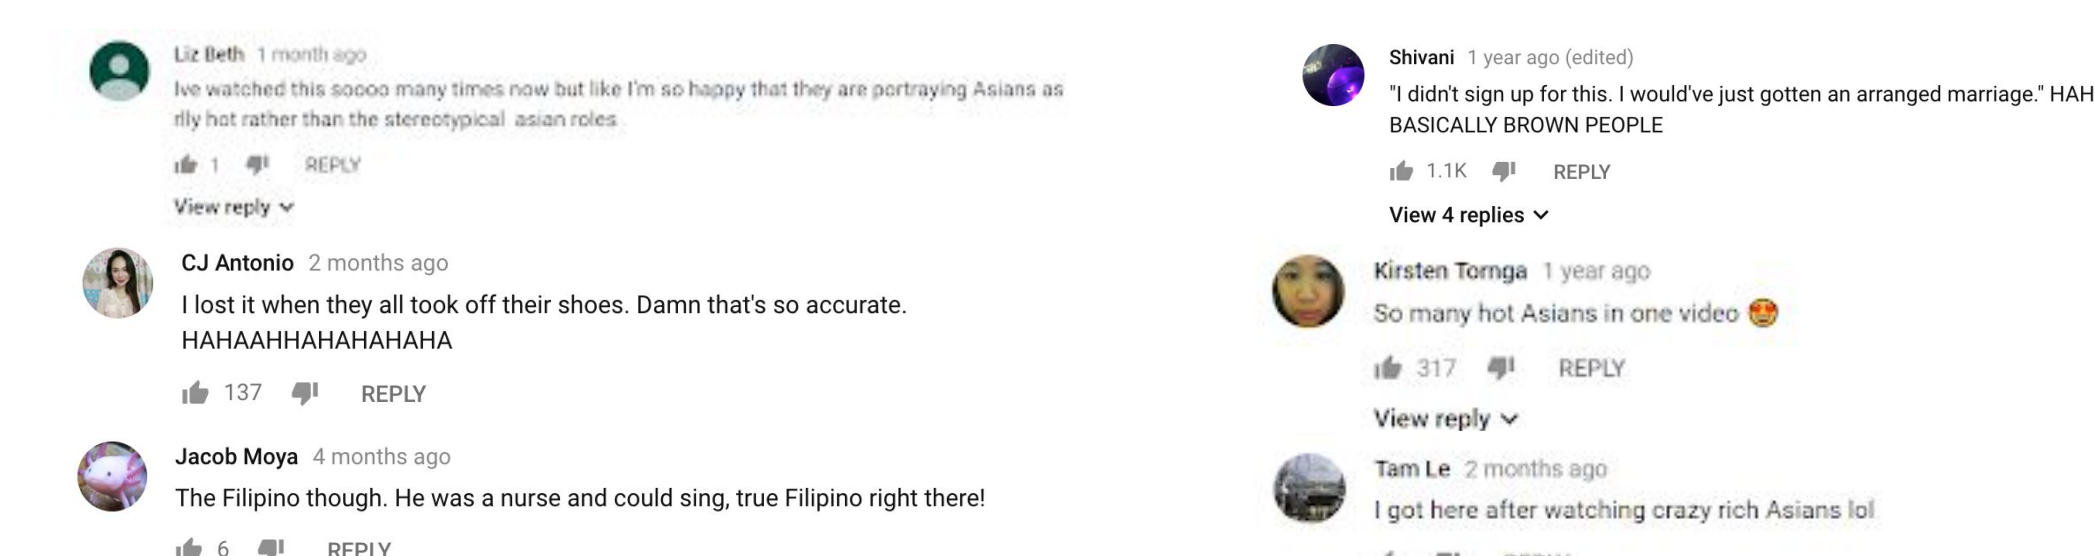 Liz Beth 1 month ago
Ive watched this soooo many times now but like I'm so happy that they are portraying Asians as
rlly hot rather than the stereotypical asian roles
1 REPLY
View reply
CJ Antonio 2 months ago
I lost it when they all took off their shoes. Damn that's so accurate.
HAHAAHHAHAHAHAHA
137 REPLY
Jacob Moya 4 months ago
The Filipino though. He was a nurse and could sing, true Filipino right there!
6 REPLY
Shivani 1 year ago (edited)
"I didn't sign up for this. I would've just gotten an arranged marriage." HAH
BASICALLY BROWN PEOPLE
1.1K REPLY
View 4 replies
Kirsten Tornga 1 year ago
So many hot Asians in one video
317 REPLY
View reply
Tam Le 2 months ago
I got here after watching crazy rich Asians lol